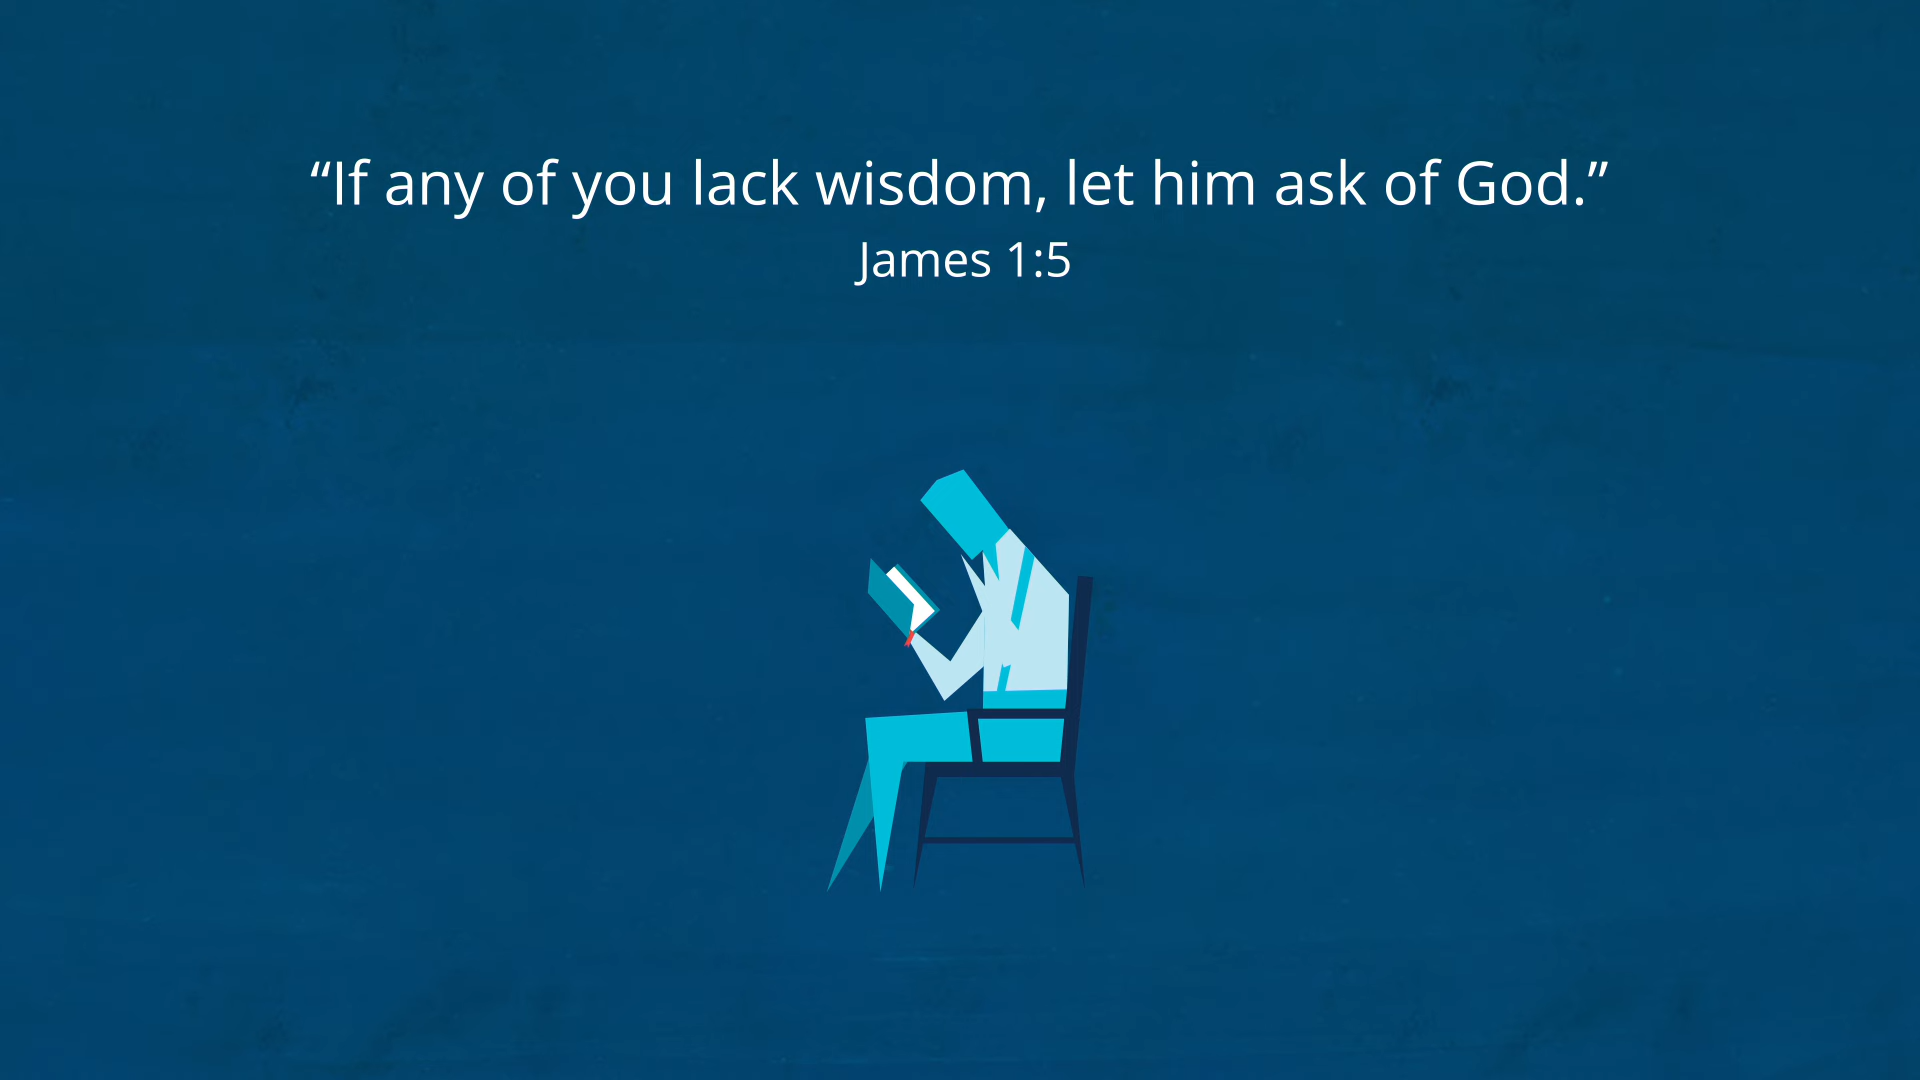 “If any of you lack wisdom, let him ask of God.”
James 1:5